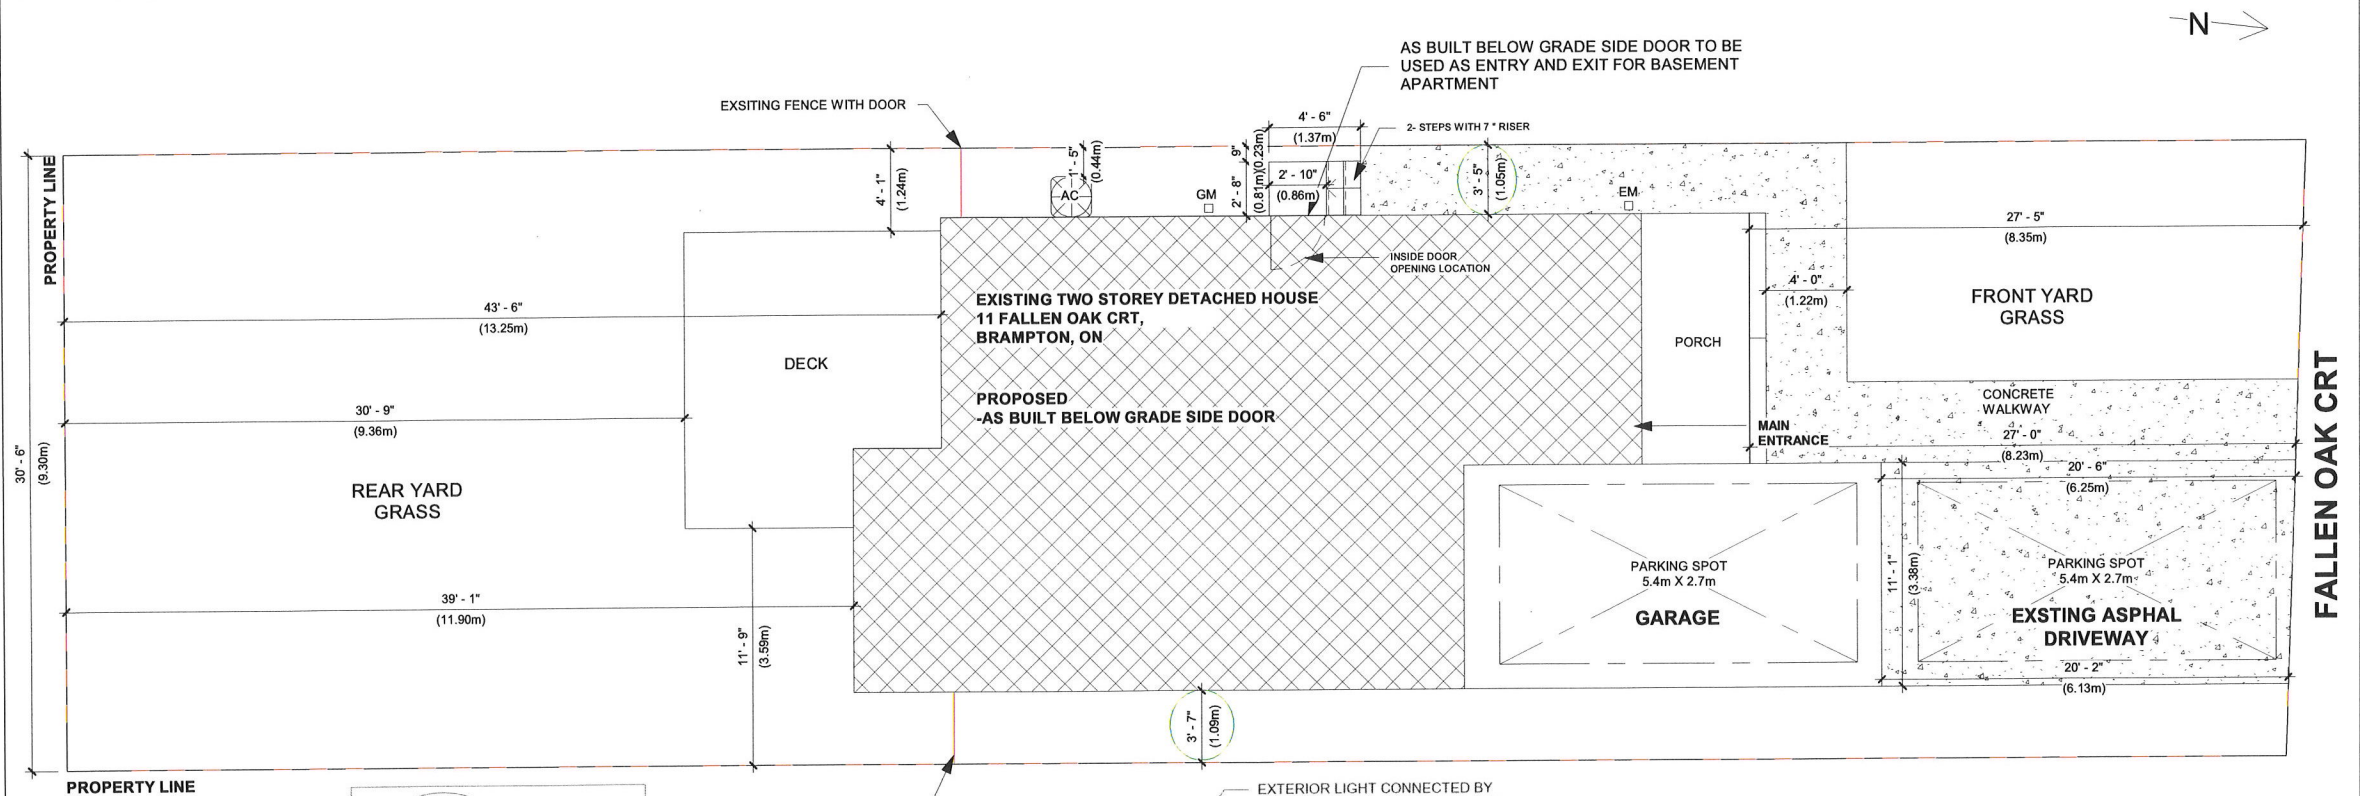 N
AS BUILT BELOW GRADE SIDE DOOR TO BE
USED AS ENTRY AND EXIT FOR BASEMENT
APARTMENT
EXSITING FENCE WITH DOOR
4' - 6"
(1.37m)
2- STEPS WITH 7 " RISER
PROPERTY LINE
30' - 6"
(9.30m)
4' - 1"
(1.24m)
1' - 5"
(0.44m)
AC
GM
9"
(0.23m)
2' - 8"
(0.81m)
2' - 10"
(0.86m)
3' - 5"
(1.05m)
EM
27' - 5"
(8.35m)
INSIDE DOOR
OPENING LOCATION
4' - 0"
(1.22m)
FRONT YARD
GRASS
43' - 6"
(13.25m)
EXISTING TWO STOREY DETACHED HOUSE
11 FALLEN OAK CRT,
BRAMPTON, ON
PORCH
DECK
PROPOSED
-AS BUILT BELOW GRADE SIDE DOOR
CONCRETE
WALKWAY
MAIN
ENTRANCE
27' - 0"
(8.23m)
30' - 9"
(9.36m)
20' - 6"
(6.25m)
FALLEN OAK CRT
REAR YARD
GRASS
PARKING SPOT
5.4m X 2.7m
GARAGE
11' - 1"
(3.38m)
PARKING SPOT
5.4m X 2.7m
EXSTING ASPHAL
DRIVEWAY
39' - 1"
(11.90m)
11' - 9"
(3.59m)
20' - 2"
(6.13m)
3' - 7"
(1.09m)
PROPERTY LINE
EXTERIOR LIGHT CONNECTED BY